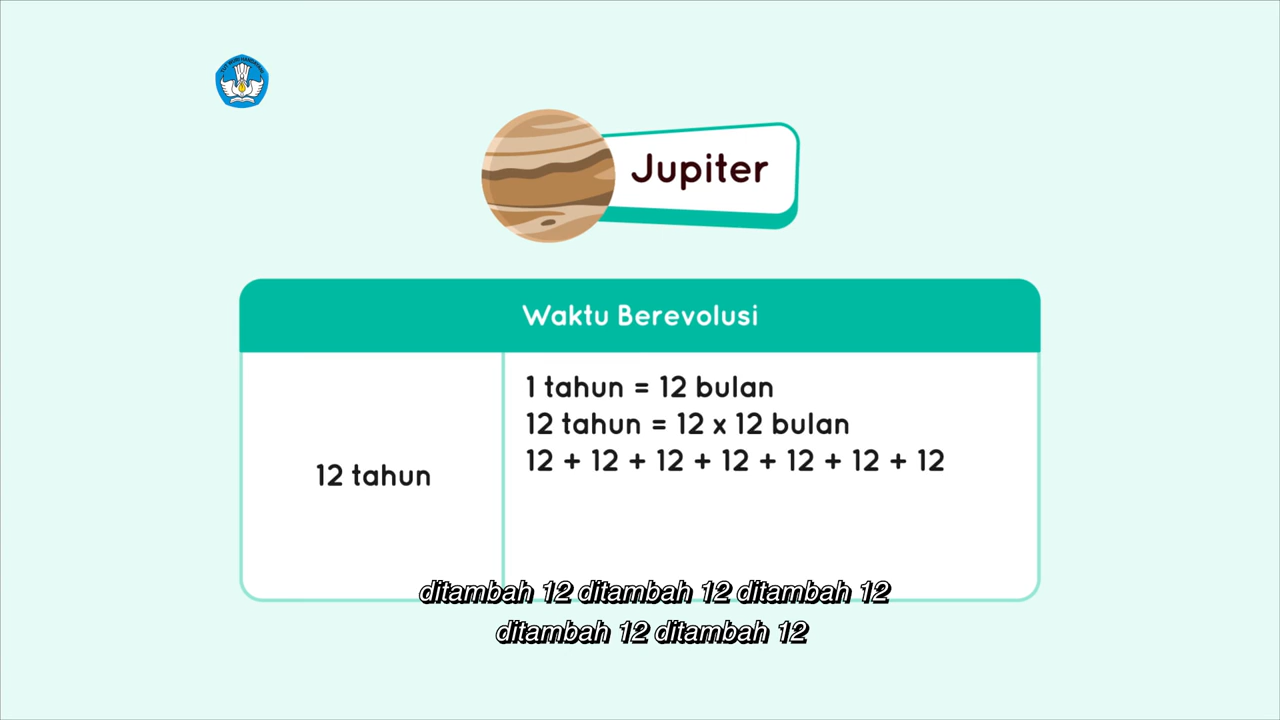 Jupiter
Waktu Berevolusi
12 tahun
1 tahun = 12 bulan
12 tahun = 12 x 12 bulan
12 + 12 + 12 + 12 + 12 + 12 + 12
ditambah 12 ditambah 12 ditambah 12
ditambah 12 ditambah 12